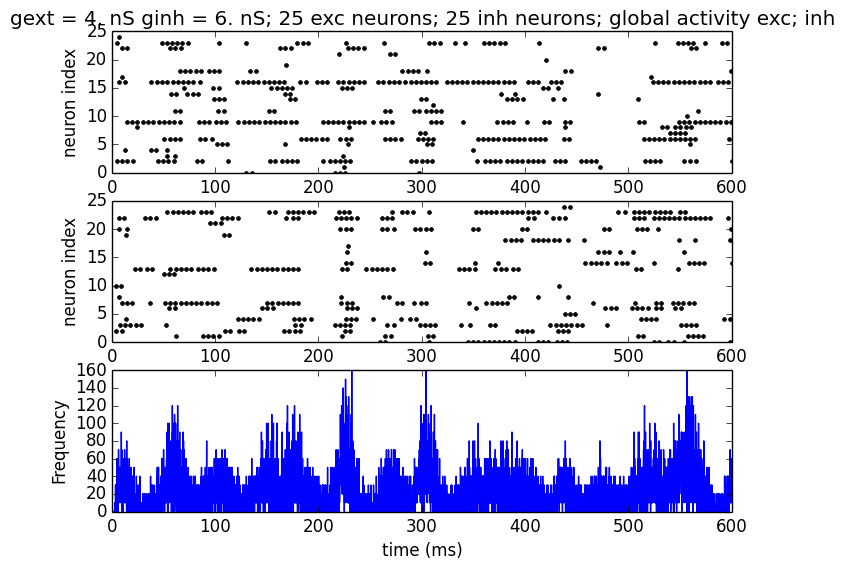 gext = 4. nS ginh = 6. nS; 25 exc neurons; 25 inh neurons; global activity exc; inh
25
20
15
10
5
0
neuron index
0 100 200 300 400 500 600
25
20
15
10
5
0
neuron index
0 100 200 300 400 500 600
160
140
120
100
80
60
40
20
0
Frequency
0 100 200 300 400 500 600
time (ms)